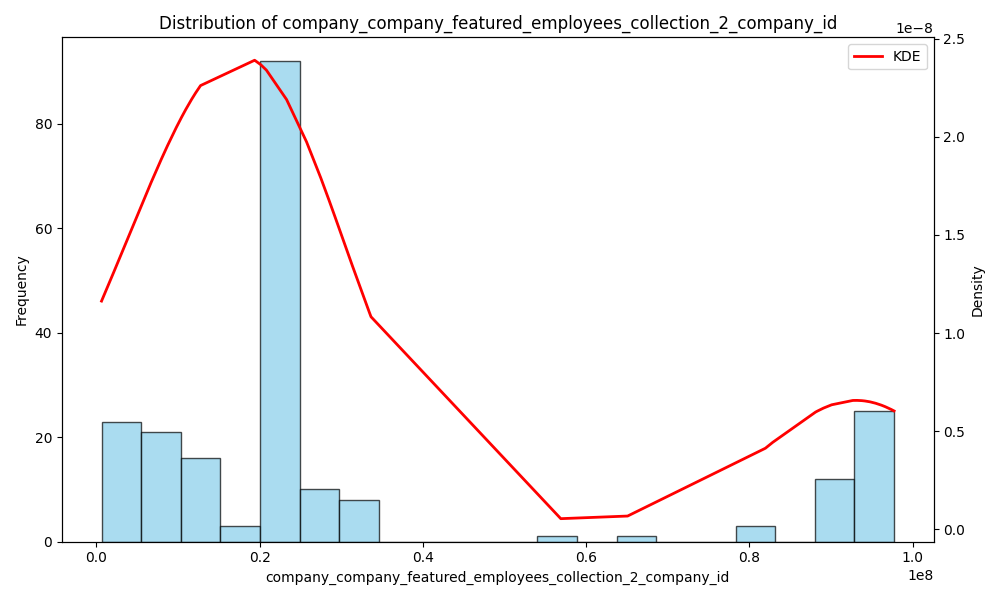 Distribution of company_company_featured_employees_collection_2_company_id
1e−8
KDE
Frequency
0
20
40
60
80
Density
0.0
0.5
1.0
1.5
2.0
2.5
0.0
0.2
0.4
0.6
0.8
1.0
1e8
company_company_featured_employees_collection_2_company_id